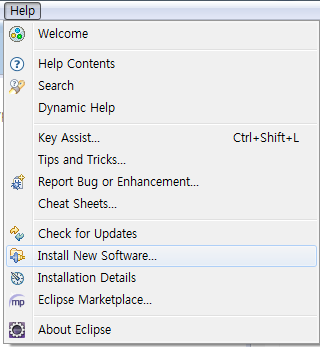 Help
Welcome
Help Contents
Search
Dynamic Help
Key Assist... Ctrl+Shift+L
Tips and Tricks...
Report Bug or Enhancement...
Cheat Sheets...
Check for Updates
Install New Software...
Installation Details
mp Eclipse Marketplace...
About Eclipse